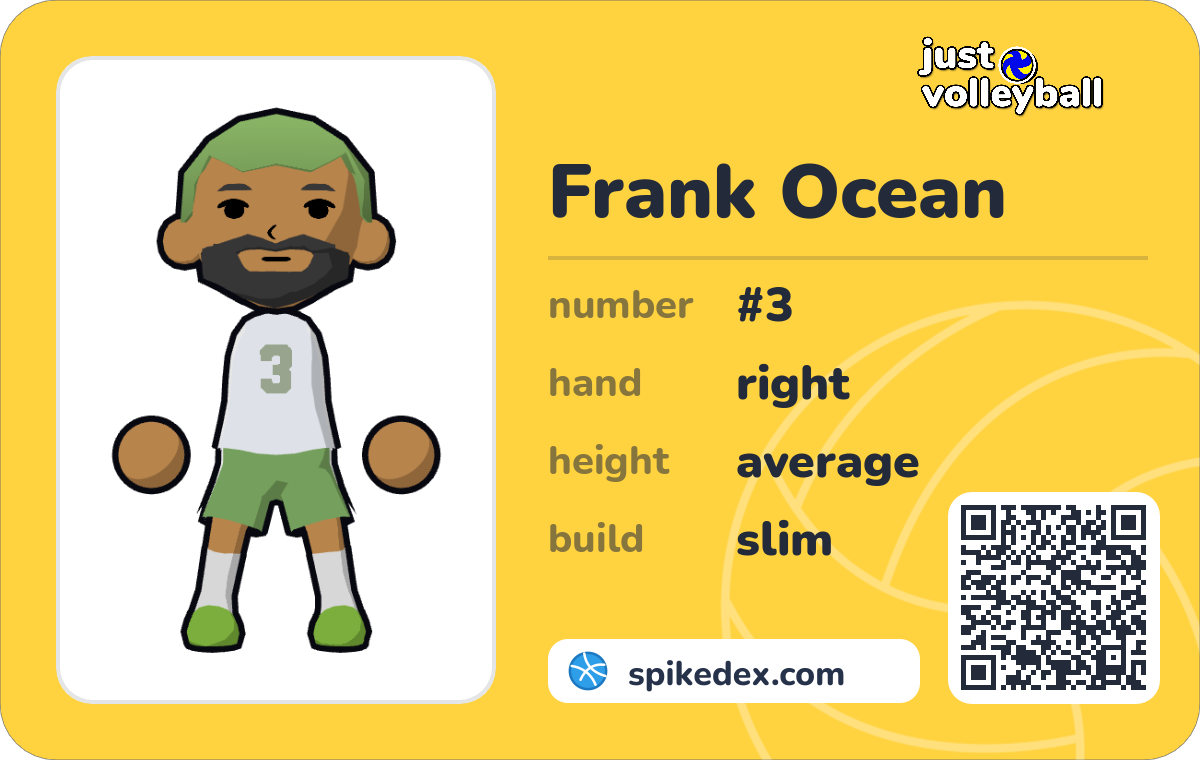 just
volleyball
Frank Ocean
number #3
hand right
height average
build slim
3
spikedex.com